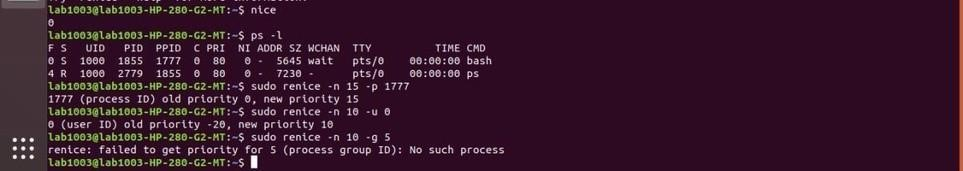 lab1003@lab1003-HP-280-G2-MT:~$ nice
0
lab1003@lab1003-HP-280-G2-MT:~$ ps -l
F S   UID   PID  PPID  C PRI  NI ADDR SZ WCHAN  TTY          TIME CMD
0 S  1000  1855  1777  0  80   0 -  5645 wait   pts/0    00:00:00 bash
4 R  1000  2779  1855  0  80   0 -  7230 -      pts/0    00:00:00 ps
lab1003@lab1003-HP-280-G2-MT:~$ sudo renice -n 15 -p 1777
1777 (process ID) old priority 0, new priority 15
lab1003@lab1003-HP-280-G2-MT:~$ sudo renice -n 10 -u 0
0 (user ID) old priority -20, new priority 10
lab1003@lab1003-HP-280-G2-MT:~$ sudo renice -n 10 -g 5
renice: failed to get priority for 5 (process group ID): No such process
lab1003@lab1003-HP-280-G2-MT:~$